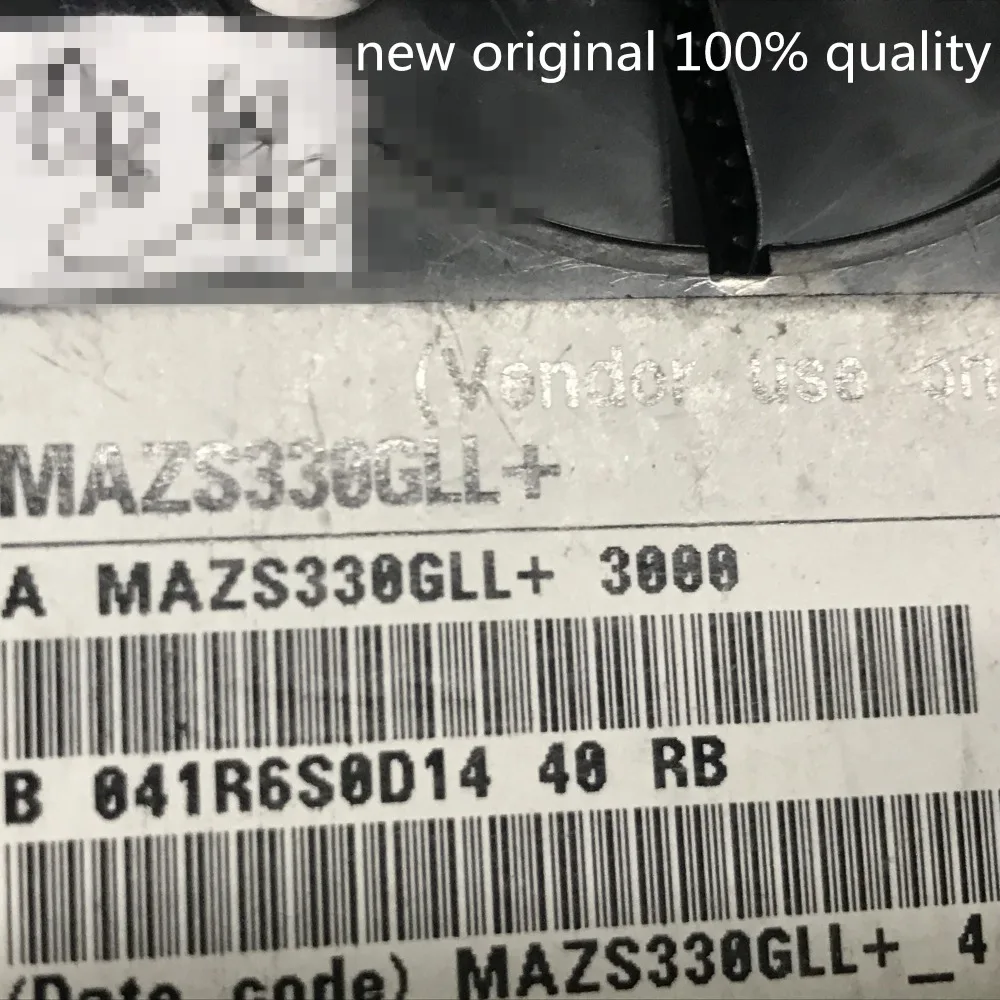 new original 100% quality
(Vendor use on
MAZS330GLL+
A MAZS330GLL+ 3000
B 041R6S0D14 40 RB
(Date code) MAZS330GLL+_4